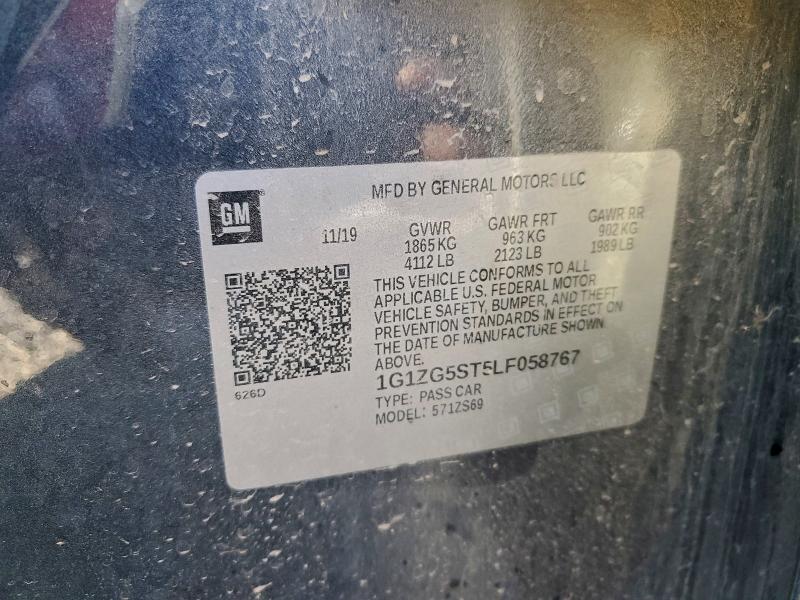 GM
MFD BY GENERAL MOTORS LLC
11/19
GVWR
1865 KG
4112 LB
GAWR FRT
963 KG
2123 LB
GAWR RR
902 KG
1989 LB
THIS VEHICLE CONFORMS TO ALL
APPLICABLE U.S. FEDERAL MOTOR
VEHICLE SAFETY, BUMPER, AND THEFT
PREVENTION STANDARDS IN EFFECT ON
THE DATE OF MANUFACTURE SHOWN
ABOVE.
1G1ZG5ST5LF058767
TYPE: PASS CAR
MODEL: 571ZS69
626D